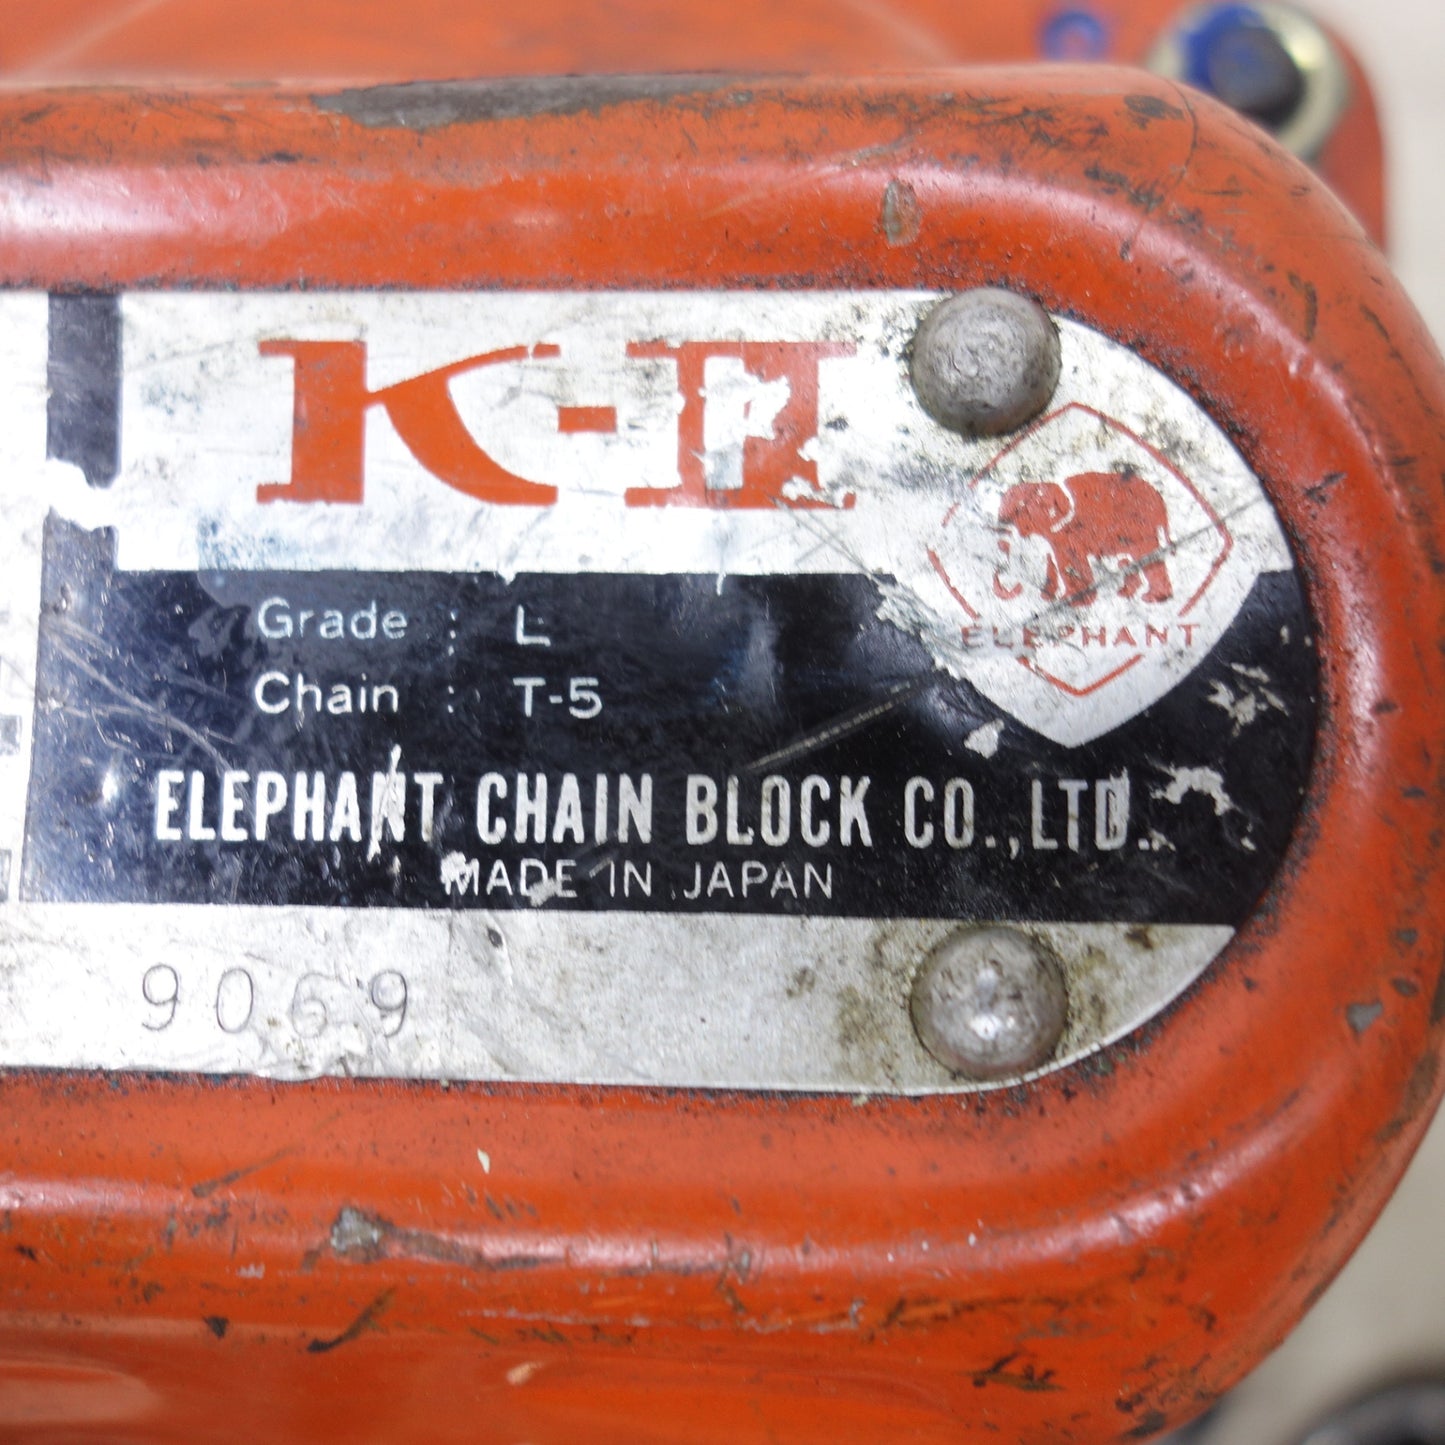 K-II
ELEPHANT
Grade : L
Chain : T-5
ELEPHANT CHAIN BLOCK CO.,LTD.
MADE IN JAPAN
9069